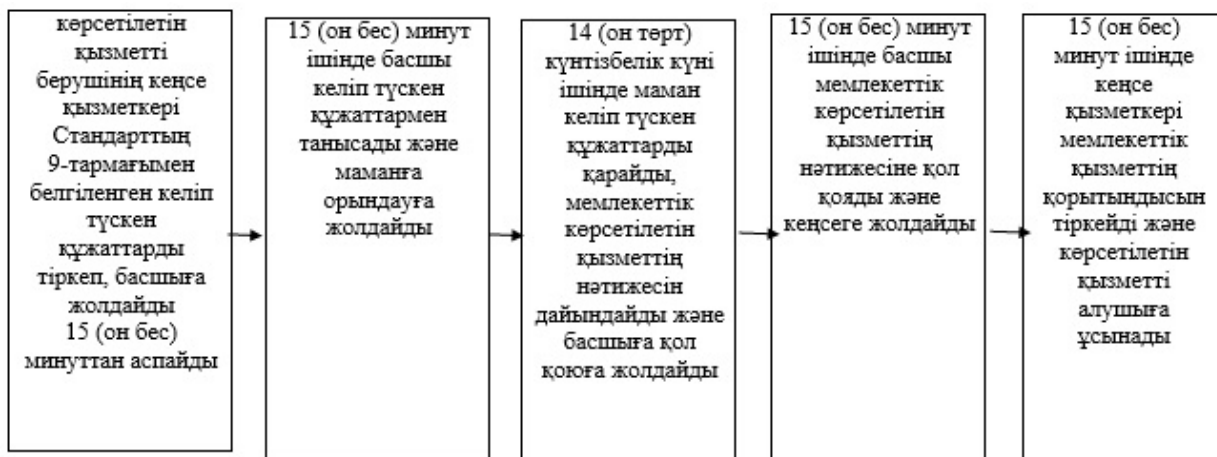 көрсетілетін
қызметті
берушінің кеңсе
қызметкері
Стандарттың
9-тармағымен
белгіленген келіп
түскен
құжаттарды
тіркеп, басшыға
жолдайды
15 (он бес)
минуттан аспайды
15 (он бес) минут
ішінде басшы
келіп түскен
құжаттармен
танысады және
маманға
орындауға
жолдайды
14 (он төрт)
күнтізбелік күні
ішінде маман
келіп түскен
құжаттарды
қарайды,
мемлекеттік
көрсетілетін
қызметтің
нәтижесін
дайындайды және
басшыға қол
қоюға жолдайды
15 (он бес) минут
ішінде басшы
мемлекеттік
көрсетілетін
қызметтің
нәтижесіне қол
қояды және
кеңсеге жолдайды
15 (он бес)
минут ішінде
кеңсе
қызметкері
мемлекеттік
қызметтің
қорытындысын
тіркейді және
көрсетілетін
қызметті
алушыға
ұсынады